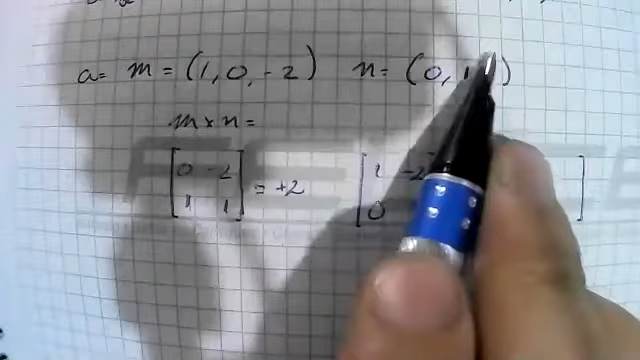 a= m = (1, 0, -2) n = (0, 1, )
m x n =
[0 -2] = +2 [1 -2
[1 1] [0